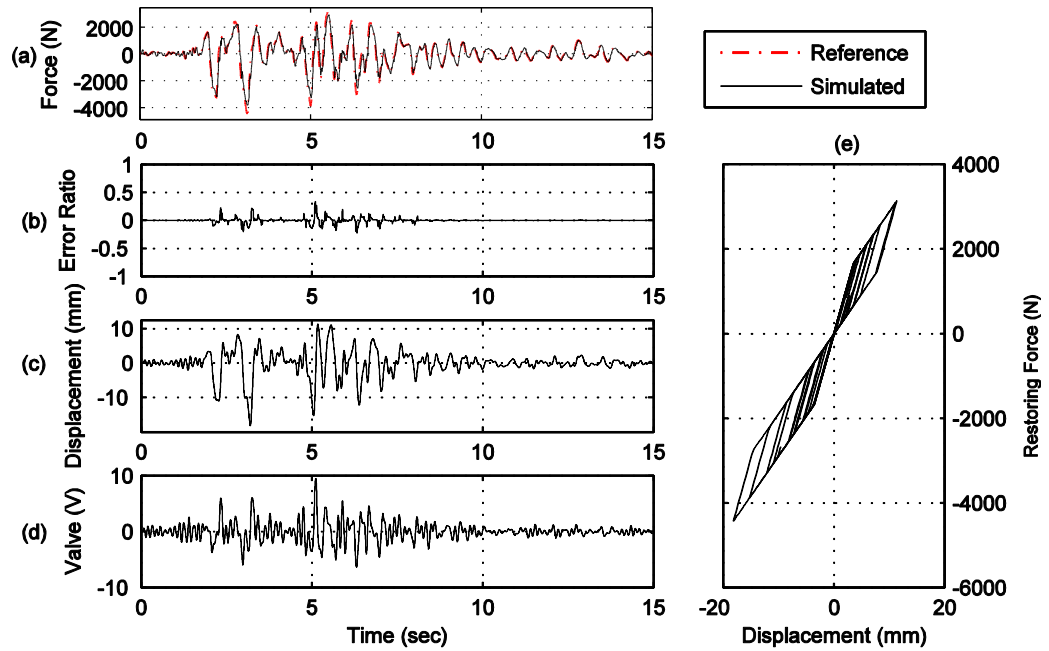 (a)
Force (N)
2000
0
-2000
-4000
0
5
10
15
Reference
Simulated
(b)
Error Ratio
1
0.5
0
-0.5
-1
0
5
10
15
(c)
Displacement (mm)
10
0
-10
0
5
10
15
(d)
Valve (V)
10
0
-10
0
5
10
15
Time (sec)
(e)
4000
2000
0
-2000
-4000
-6000
Restoring Force (N)
-20
0
20
Displacement (mm)